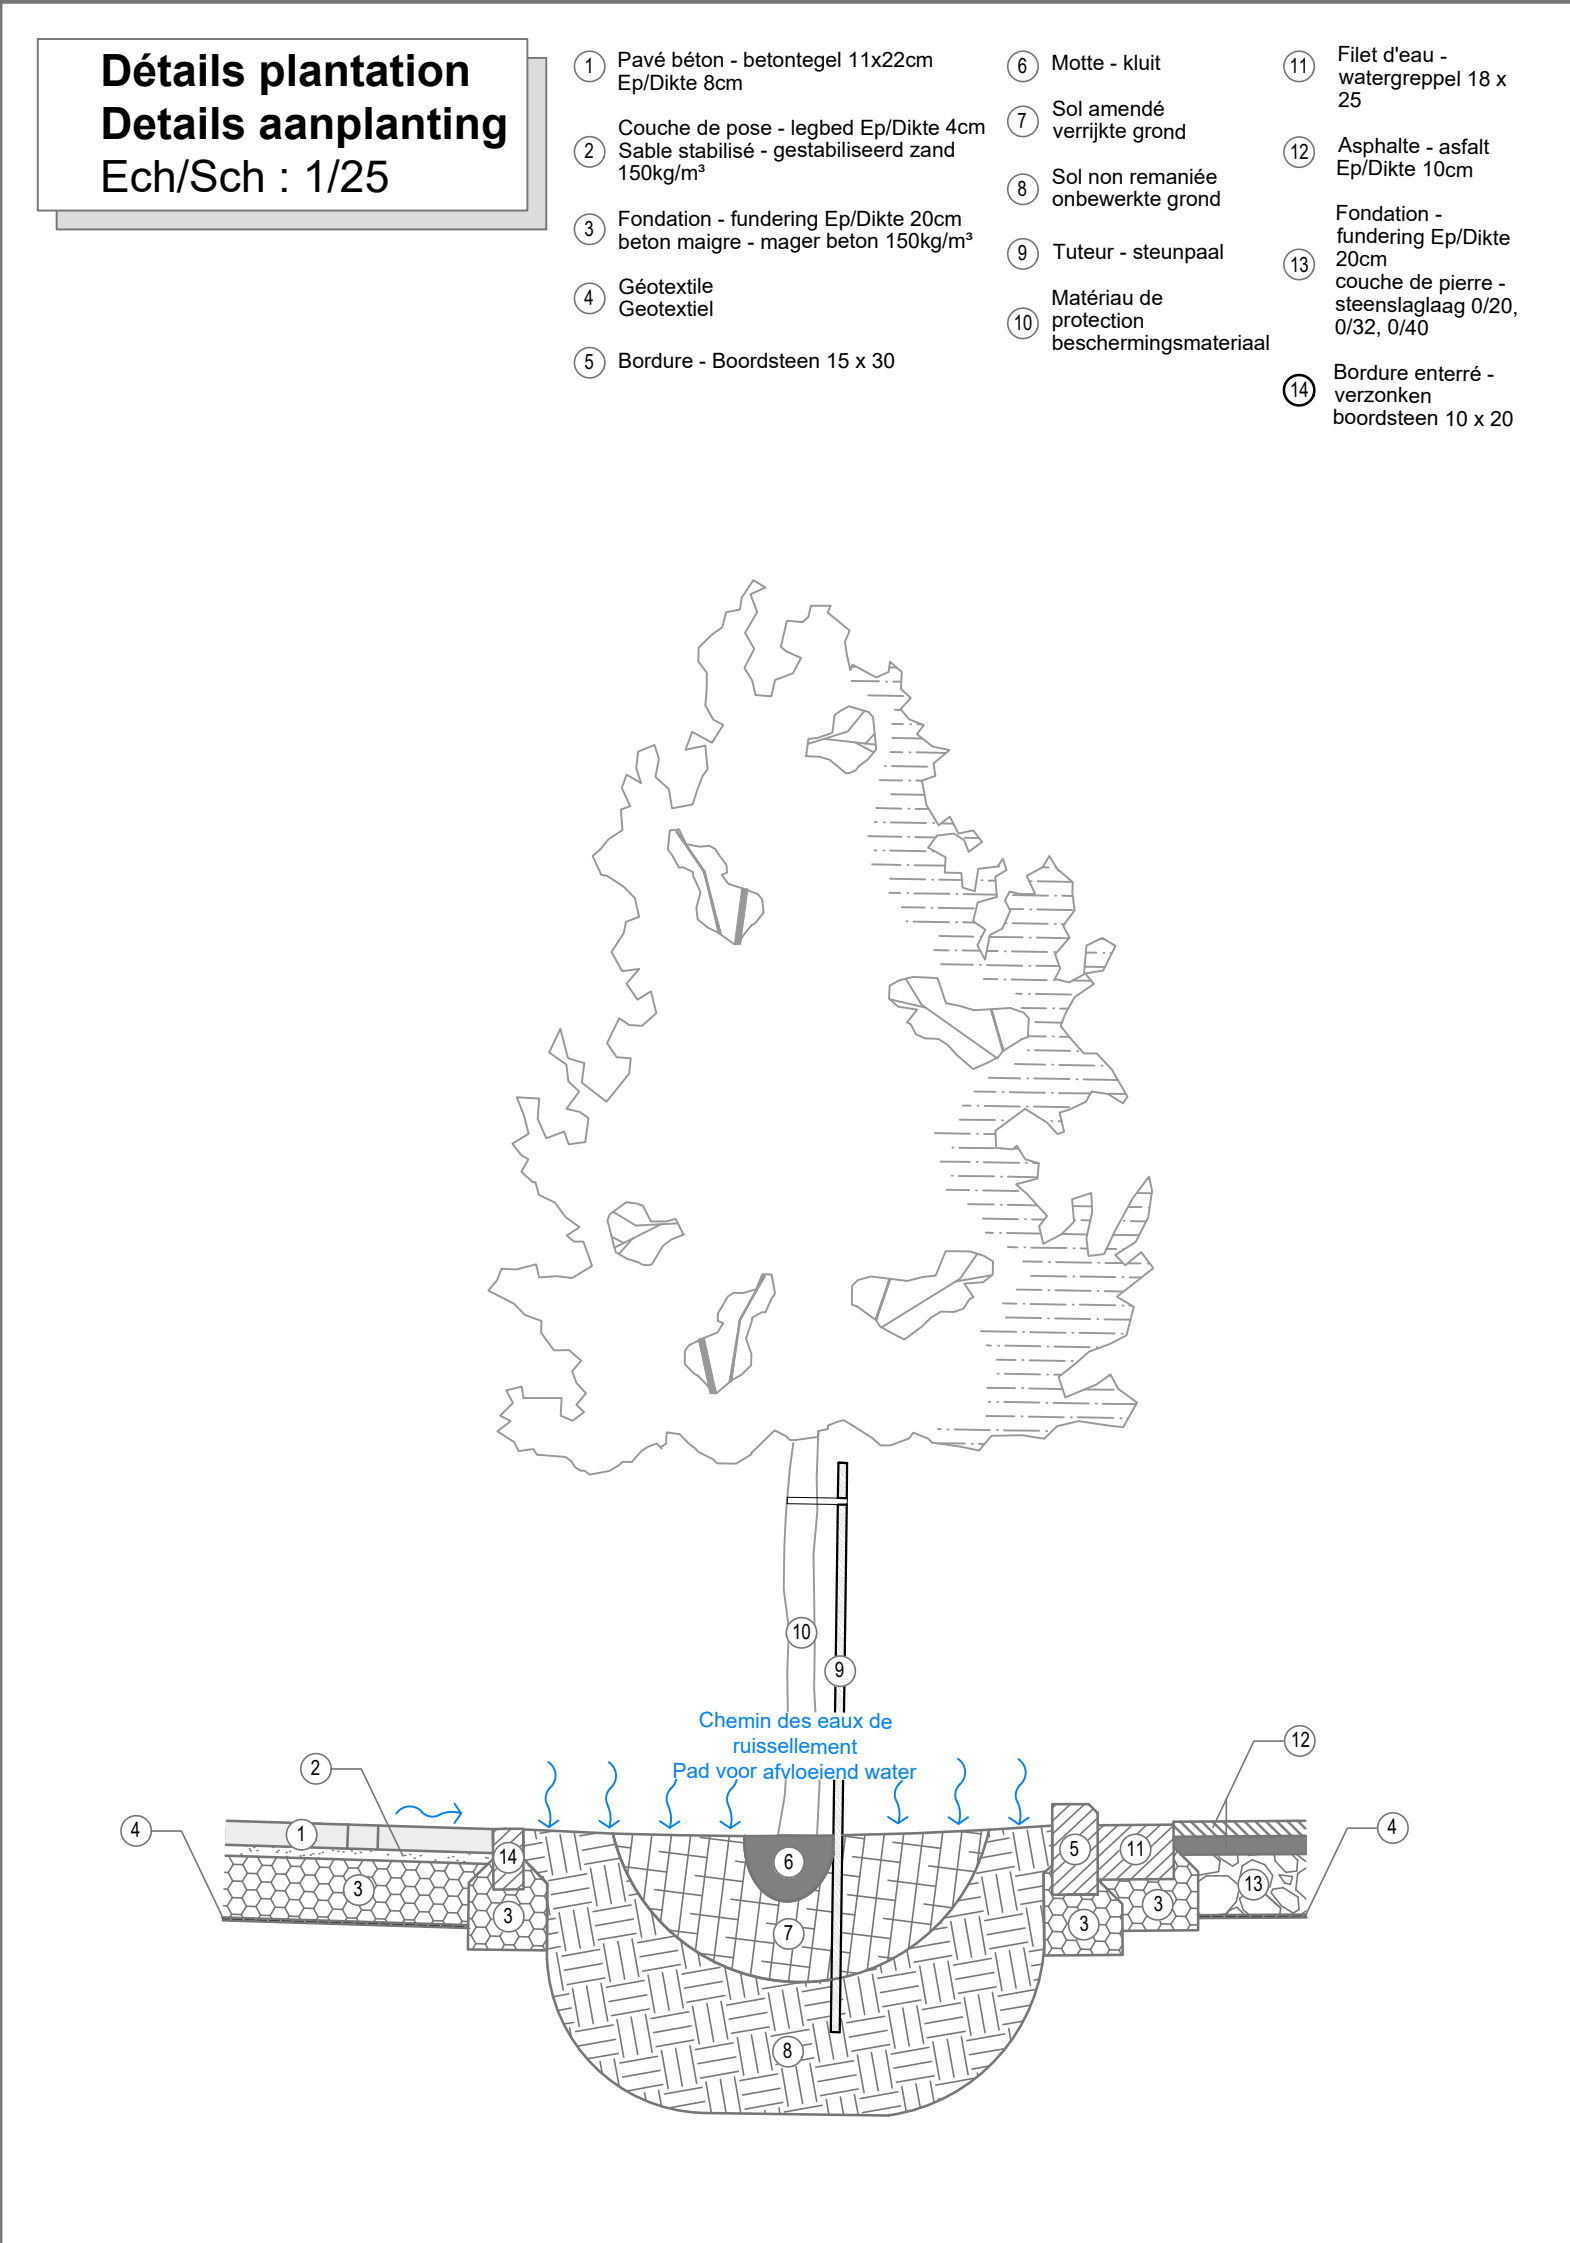 Détails plantation
Details aanplanting
Ech/Sch : 1/25
1 Pavé béton - betontegel 11x22cm
Ep/Dikte 8cm
2 Couche de pose - legbed Ep/Dikte 4cm
Sable stabilisé - gestabiliseerd zand
150kg/m³
3 Fondation - fundering Ep/Dikte 20cm
beton maigre - mager beton 150kg/m³
4 Géotextile
Geotextiel
5 Bordure - Boordsteen 15 x 30
6 Motte - kluit
7 Sol amendé
verrijkte grond
8 Sol non remaniée
onbewerkte grond
9 Tuteur - steunpaal
10 Matériau de
protection
beschermingsmateriaal
11 Filet d'eau -
watergreppel 18 x
25
12 Asphalte - asfalt
Ep/Dikte 10cm
13 Fondation -
fundering Ep/Dikte
20cm
couche de pierre -
steenslaglaag 0/20,
0/32, 0/40
14 Bordure enterré -
verzonken
boordsteen 10 x 20
10
9
Chemin des eaux de
ruissellement
Pad voor afvloeiend water
12
2
4
1
4
14
5
11
6
3
13
3
3
3
7
8